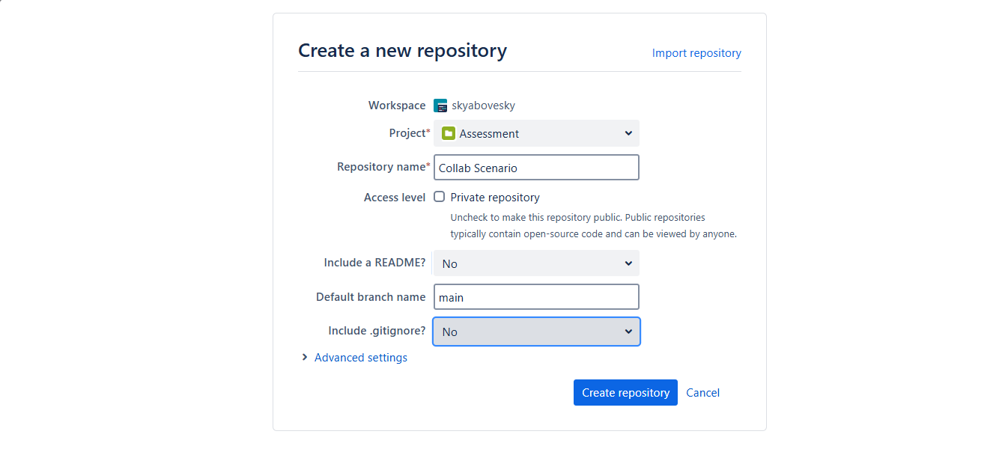 Create a new repository
Import repository
Workspace skyabovesky
Project* Assessment
Repository name* Collab Scenario
Access level Private repository
Uncheck to make this repository public. Public repositories
typically contain open-source code and can be viewed by anyone.
Include a README? No
Default branch name main
Include .gitignore? No
Advanced settings
Create repository Cancel